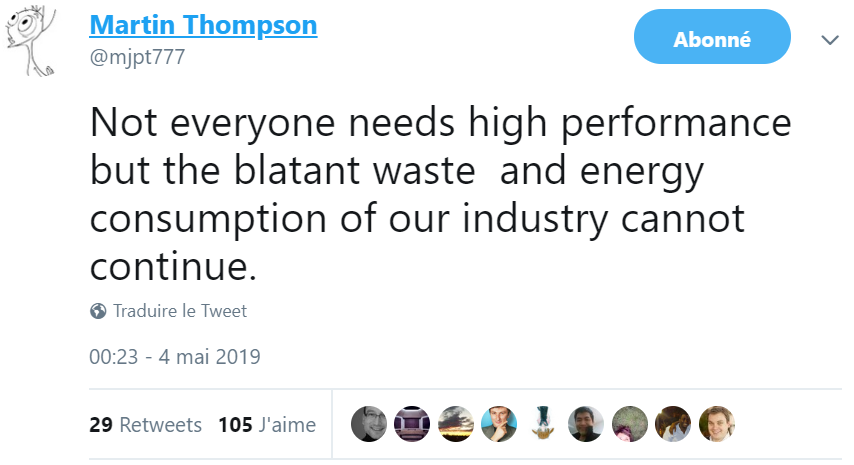 Martin Thompson
Abonné
@mjpt777
Not everyone needs high performance
but the blatant waste  and energy
consumption of our industry cannot
continue.
Traduire le Tweet
00:23 - 4 mai 2019
29 Retweets 105 J'aime